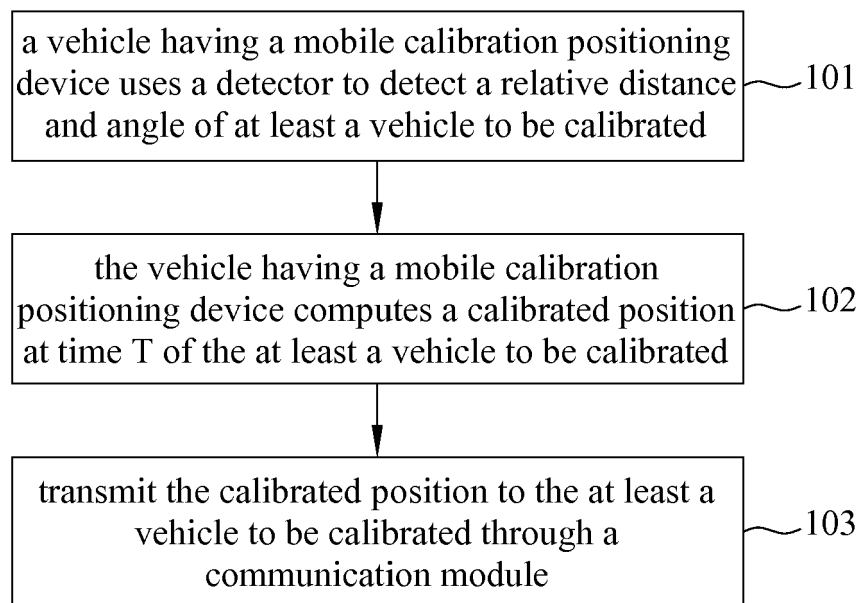 a vehicle having a mobile calibration positioning
device uses a detector to detect a relative distance
and angle of at least a vehicle to be calibrated
101
the vehicle having a mobile calibration
positioning device computes a calibrated position
at time T of the at least a vehicle to be calibrated
102
transmit the calibrated position to the at least a
vehicle to be calibrated through a
communication module
103